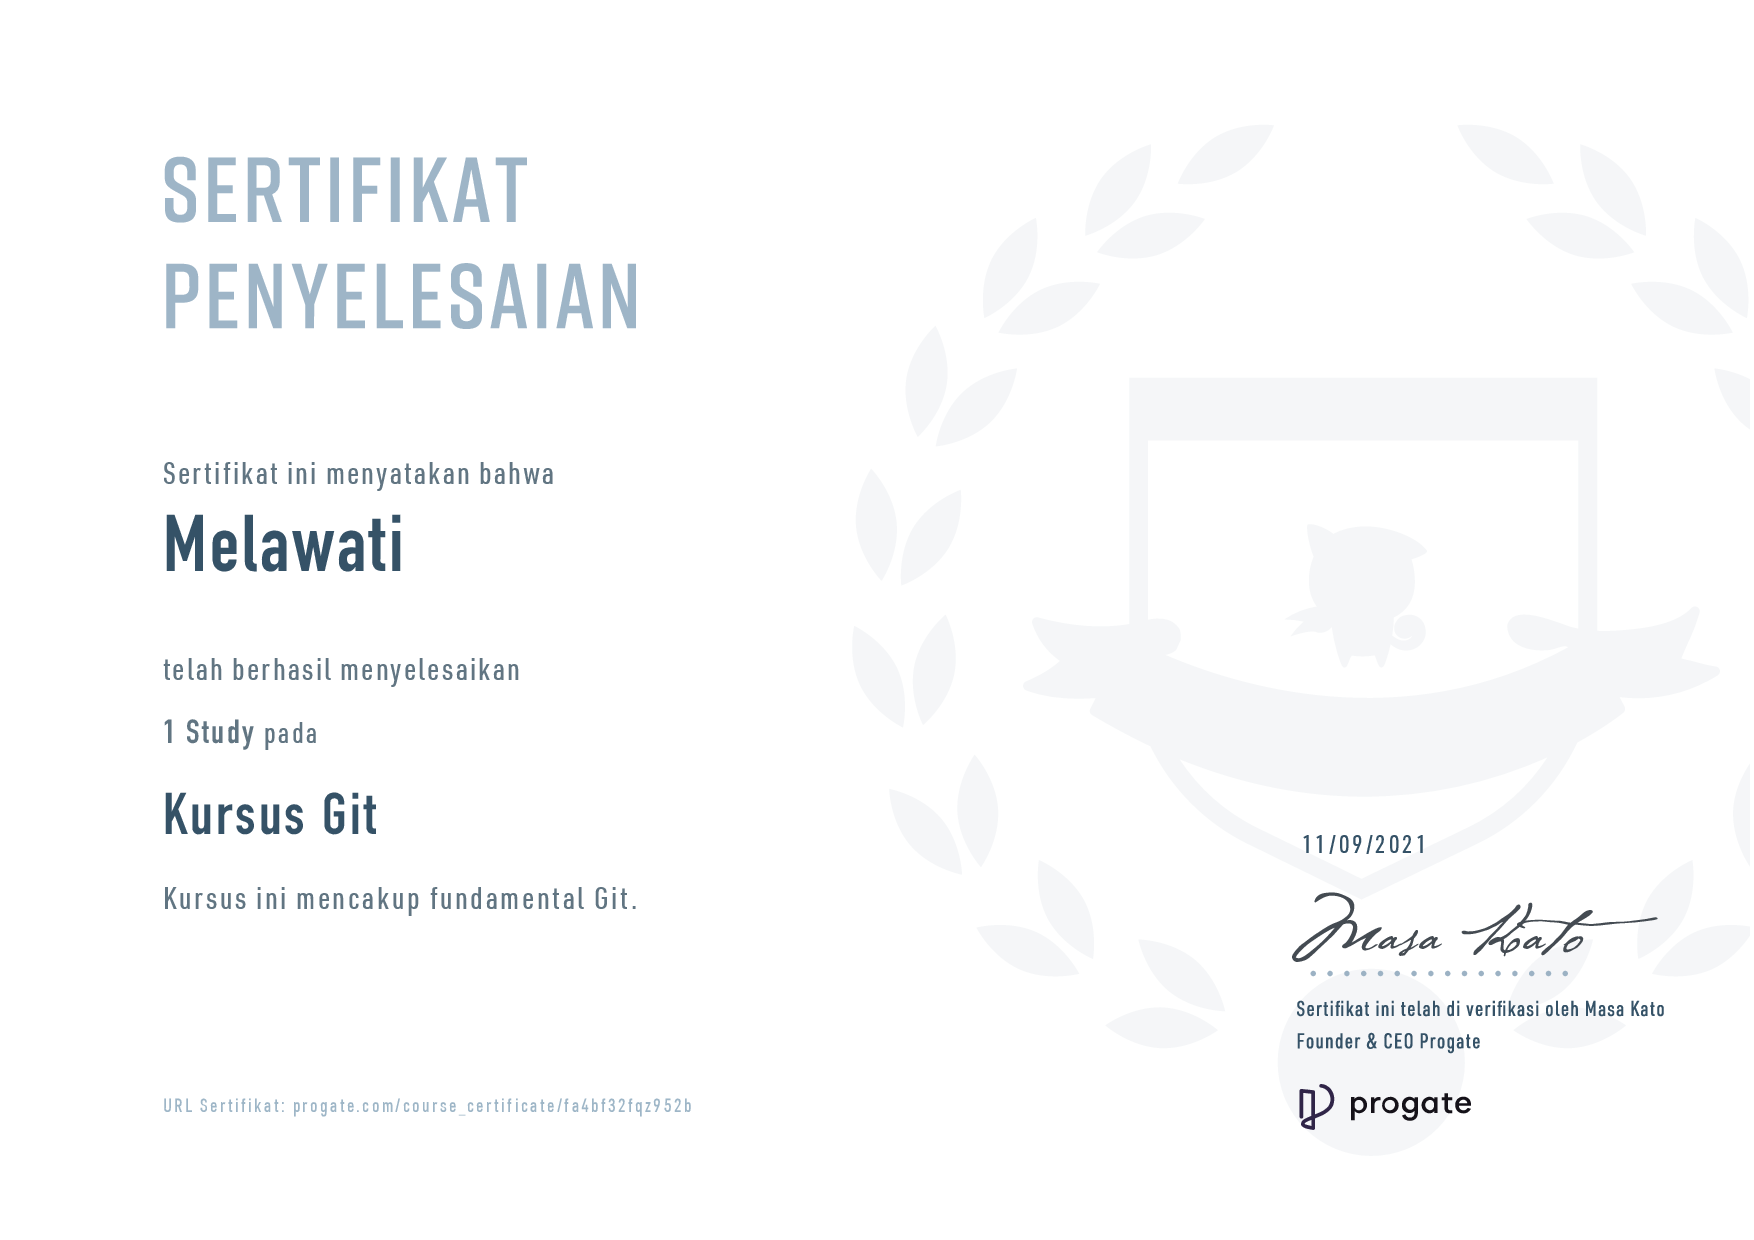 SERTIFIKAT
PENYELESAIAN
Sertifikat ini menyatakan bahwa
Melawati
telah berhasil menyelesaikan
1 Study pada
Kursus Git
Kursus ini mencakup fundamental Git.
URL Sertifikat: progate.com/course_certificate/fa4bf32fqz952b
11/09/2021
Masa Kato
Sertifikat ini telah di verifikasi oleh Masa Kato
Founder & CEO Progate
progate